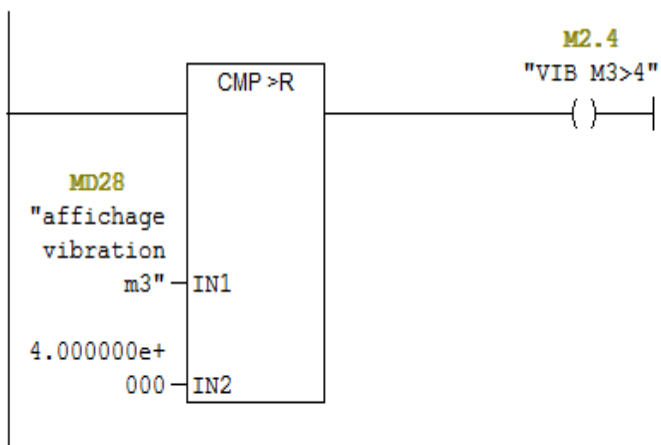 M2.4
"VIB M3>4"
CMP >R
MD28
"affichage
vibration
m3"
IN1
4.000000e+
000
IN2